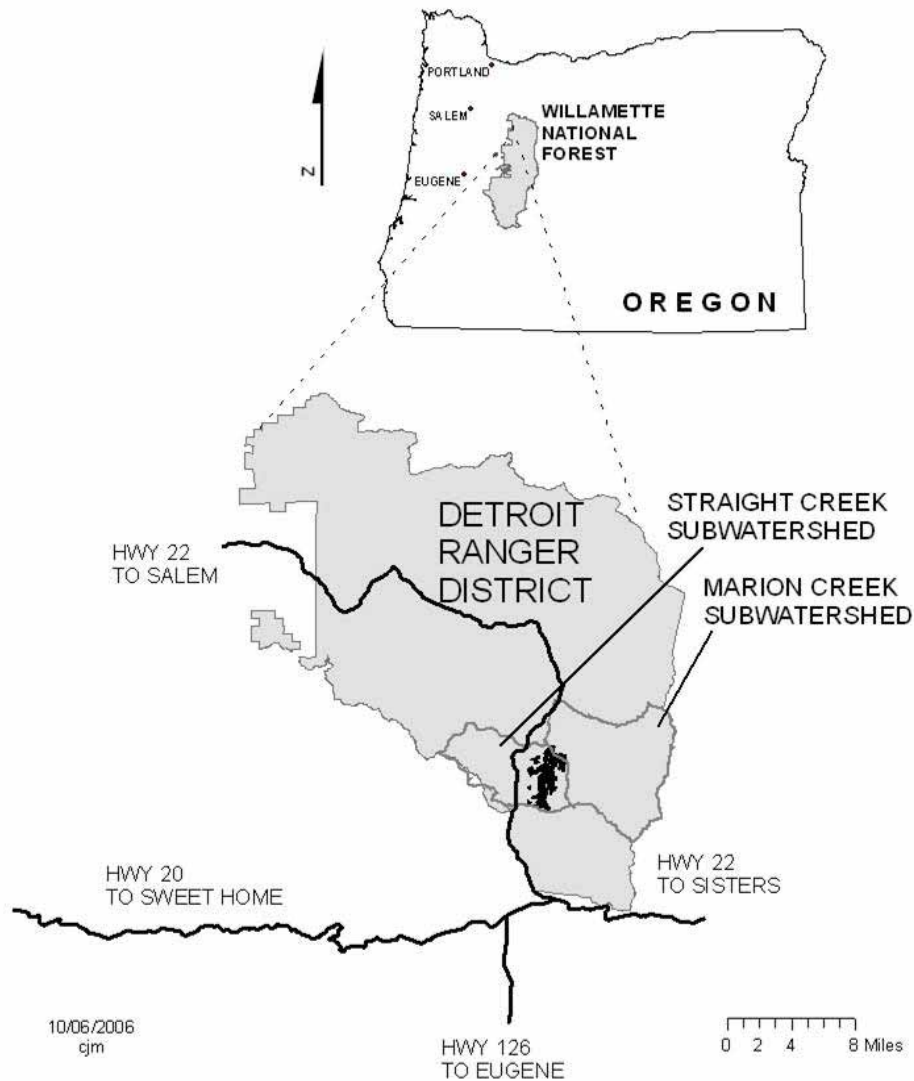 PORTLAND
SALEM
EUGENE
WILLAMETTE
NATIONAL
FOREST
OREGON
N
DETROIT
RANGER
DISTRICT
STRAIGHT CREEK
SUBWATERSHED
MARION CREEK
SUBWATERSHED
HWY 22
TO SALEM
HWY 20
TO SWEET HOME
HWY 22
TO SISTERS
HWY 126
TO EUGENE
10/06/2006
cjm
0 2 4 8 Miles